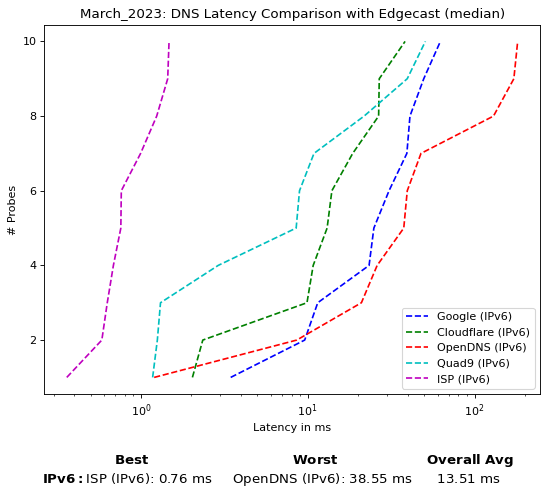 March_2023: DNS Latency Comparison with Edgecast (median)
10
8
6
4
2
# Probes
10⁰
10¹
10²
Latency in ms
Google (IPv6)
Cloudflare (IPv6)
OpenDNS (IPv6)
Quad9 (IPv6)
ISP (IPv6)
Best Worst Overall Avg
IPv6: ISP (IPv6): 0.76 ms OpenDNS (IPv6): 38.55 ms 13.51 ms